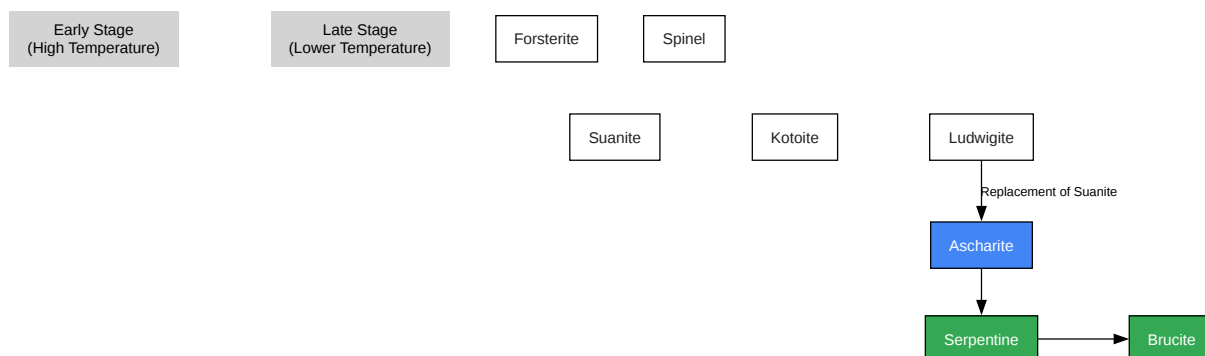 Early Stage
(High Temperature)
Late Stage
(Lower Temperature)
Forsterite
Spinel
Suanite
Kotoite
Ludwigite
Replacement of Suanite
Ascharite
Serpentine
Brucite